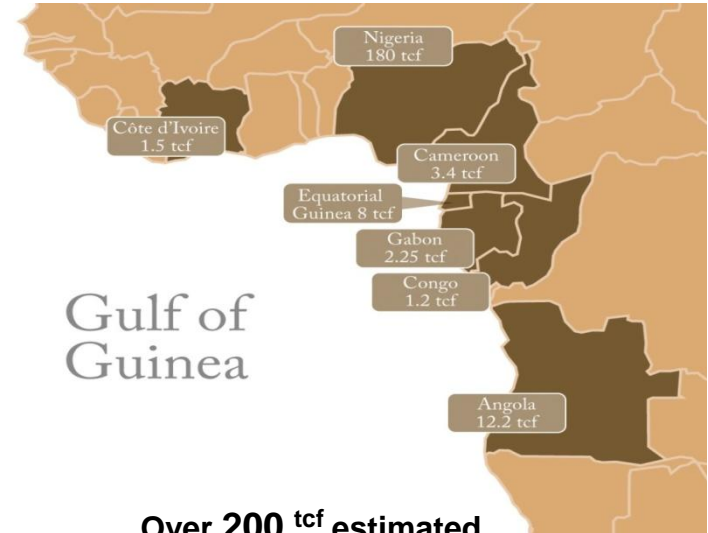 Nigeria
180 tcf
Côte d'Ivoire
1.5 tcf
Cameroon
3.4 tcf
Equatorial
Guinea 8 tcf
Gabon
2.25 tcf
Congo
1.2 tcf
Gulf of
Guinea
Angola
12.2 tcf
Over 200 tcf estimated